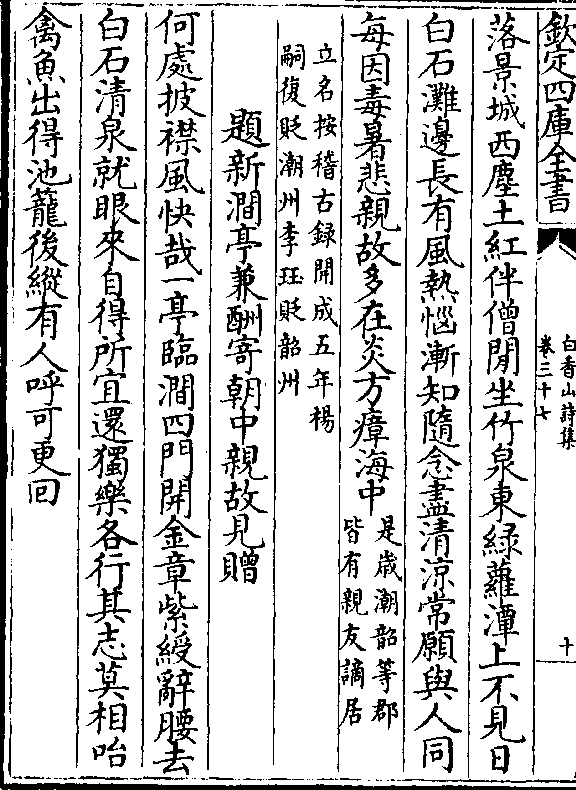 欽定四庫全書
白香山詩集
卷三十七
十
落景城西塵土紅伴僧閒坐竹泉東綠蘿潭上不見日
白石灘邊長有風熱惱漸知隨念盡清涼常願與人同
每因毒暑悲親故多在炎方瘴海中
是歲潮韶等郡
皆有親友謫居
立名按稽古録開成五年楊
嗣復貶潮州李珏貶韶州
題新澗亭兼酬寄朝中親故見贈
何處披襟風快哉一亭臨澗四門開金章紫綬辭腰去
白石清泉就眼來自得所宜還獨樂各行其志莫相咍
禽魚出得池籠後縱有人呼可更回